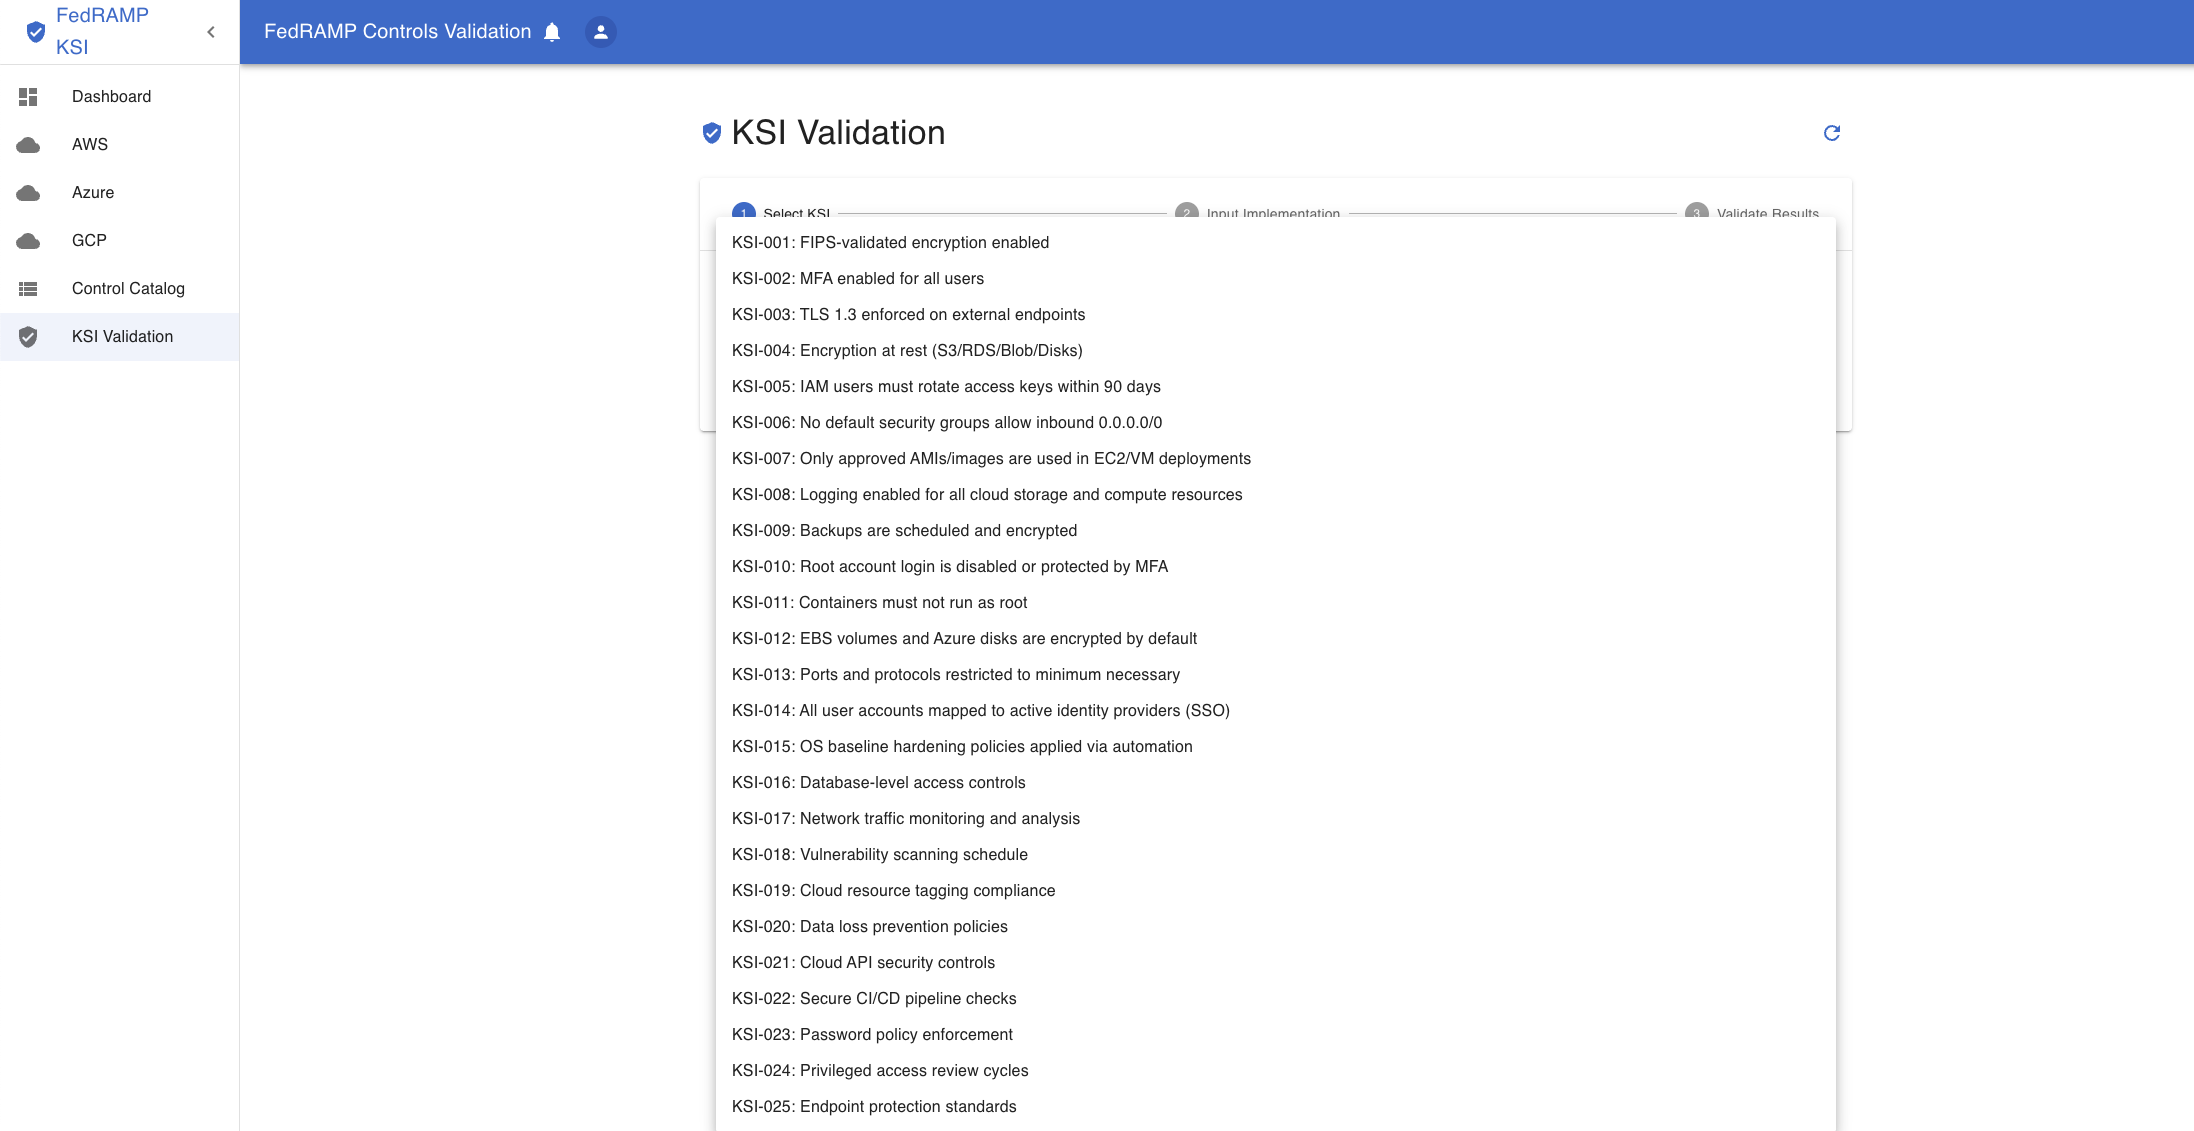 FedRAMP
KSI
FedRAMP Controls Validation
Dashboard
AWS
Azure
GCP
Control Catalog
KSI Validation
KSI Validation
1 Select KSI
2 Input Implementation
3 Validate Results
KSI-001: FIPS-validated encryption enabled
KSI-002: MFA enabled for all users
KSI-003: TLS 1.3 enforced on external endpoints
KSI-004: Encryption at rest (S3/RDS/Blob/Disks)
KSI-005: IAM users must rotate access keys within 90 days
KSI-006: No default security groups allow inbound 0.0.0.0/0
KSI-007: Only approved AMIs/images are used in EC2/VM deployments
KSI-008: Logging enabled for all cloud storage and compute resources
KSI-009: Backups are scheduled and encrypted
KSI-010: Root account login is disabled or protected by MFA
KSI-011: Containers must not run as root
KSI-012: EBS volumes and Azure disks are encrypted by default
KSI-013: Ports and protocols restricted to minimum necessary
KSI-014: All user accounts mapped to active identity providers (SSO)
KSI-015: OS baseline hardening policies applied via automation
KSI-016: Database-level access controls
KSI-017: Network traffic monitoring and analysis
KSI-018: Vulnerability scanning schedule
KSI-019: Cloud resource tagging compliance
KSI-020: Data loss prevention policies
KSI-021: Cloud API security controls
KSI-022: Secure CI/CD pipeline checks
KSI-023: Password policy enforcement
KSI-024: Privileged access review cycles
KSI-025: Endpoint protection standards